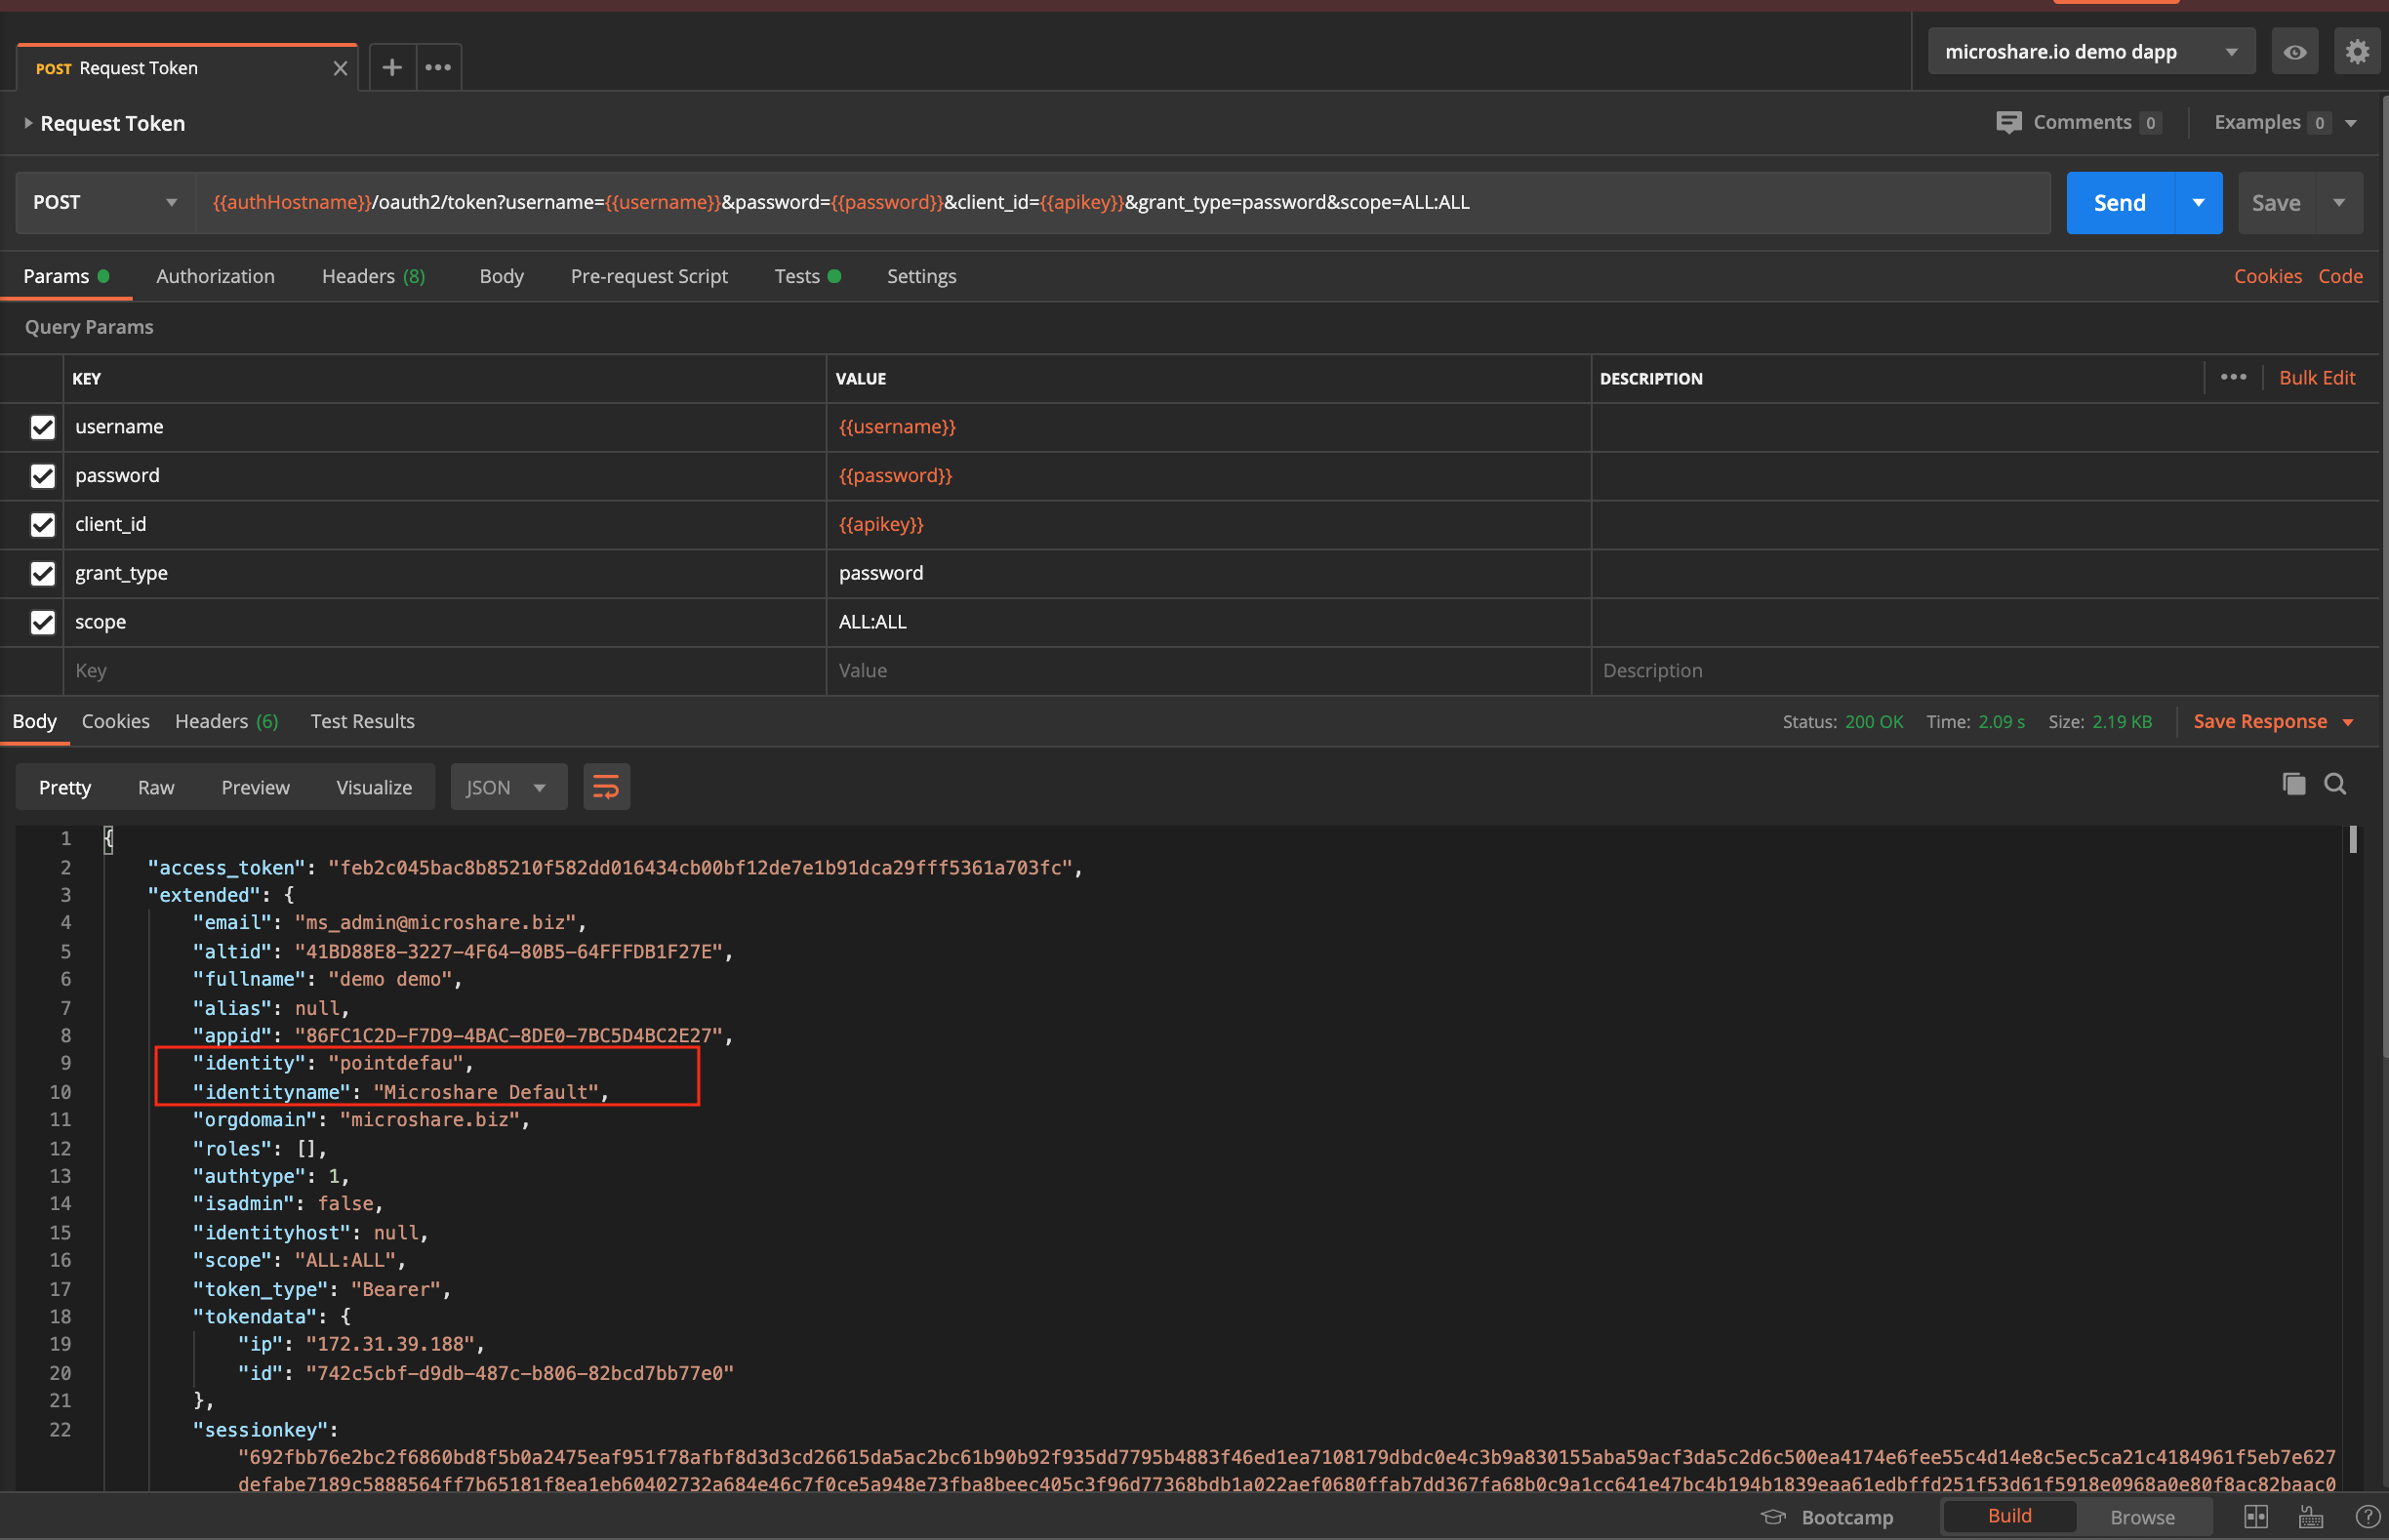 POST Request Token
microshare.io demo dapp
Request Token
Comments 0
Examples 0
POST
{{authHostname}}/oauth2/token?username={{username}}&password={{password}}&client_id={{apikey}}&grant_type=password&scope=ALL:ALL
Send
Save
Params
Authorization
Headers (8)
Body
Pre-request Script
Tests
Settings
Cookies
Code
Query Params
KEY VALUE DESCRIPTION
Bulk Edit
username {{username}}
password {{password}}
client_id {{apikey}}
grant_type password
scope ALL:ALL
Key Value Description
Body Cookies Headers (6) Test Results
Status: 200 OK Time: 2.09 s Size: 2.19 KB
Save Response
Pretty Raw Preview Visualize JSON
1 {
2 "access_token": "feb2c045bac8b85210f582dd016434cb00bf12de7e1b91dca29fff5361a703fc",
3 "extended": {
4 "email": "ms_admin@microshare.biz",
5 "altid": "41BD88E8-3227-4F64-80B5-64FFFDB1F27E",
6 "fullname": "demo demo",
7 "alias": null,
8 "appid": "86FC1C2D-F7D9-4BAC-8DE0-7BC5D4BC2E27",
9 "identity": "pointdefau",
10 "identityname": "Microshare Default",
11 "orgdomain": "microshare.biz",
12 "roles": [],
13 "authtype": 1,
14 "isadmin": false,
15 "identityhost": null,
16 "scope": "ALL:ALL",
17 "token_type": "Bearer",
18 "tokendata": {
19 "ip": "172.31.39.188",
20 "id": "742c5cbf-d9db-487c-b806-82bcd7bb77e0"
21 },
22 "sessionkey":
"692fbb76e2bc2f6860bd8f5b0a2475eaf951f78afbf8d3d3cd26615da5ac2bc61b90b92f935dd7795b4883f46ed1ea7108179dbdc0e4c3b9a830155aba59acf3da5c2d6c500ea4174e6fee55c4d14e8c5ec5ca21c4184961f5eb7e627
defabe7189c5888564ff7b65181f8ea1eb60402732a684e46c7f0ce5a948e73fba8beec405c3f96d77368bdb1a022aef0680ffab7dd367fa68b0c9a1cc641e47bc4b194b1839eaa61edbffd251f53d61f5918e0968a0e80f8ac82baac0
Bootcamp
Build
Browse